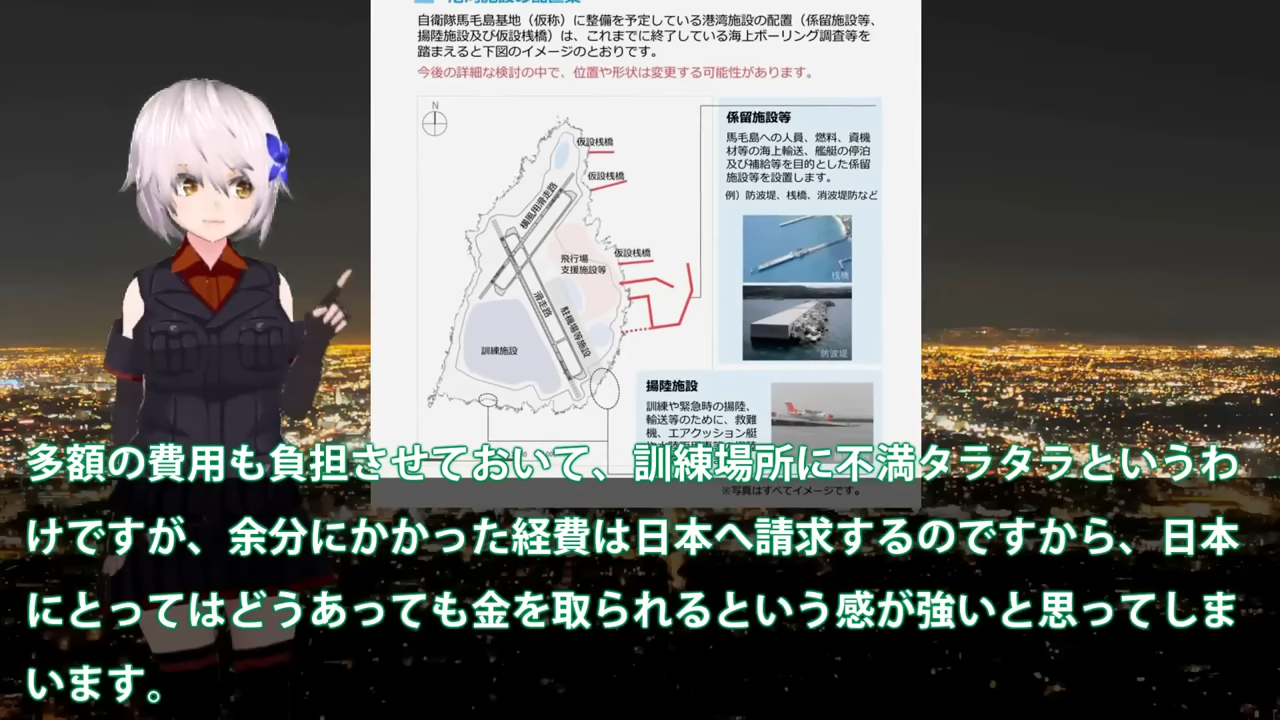 港湾施設の配置案
自衛隊馬毛島基地（仮称）に整備を予定している港湾施設の配置（係留施設等、
揚陸施設及び仮設桟橋）は、これまでに終了している海上ボーリング調査等を
踏まえると下図のイメージのとおりです。
今後の詳細な検討の中で、位置や形状は変更する可能性があります。
N
仮設桟橋
仮設桟橋
横風用滑走路
仮設桟橋
飛行場
支援施設等
滑走路
駐機場等施設
訓練施設
係留施設等
馬毛島への人員、燃料、資機
材等の海上輸送、艦艇の停泊
及び補給等を目的とした係留
施設等を設置します。
例）防波堤、桟橋、消波堤防など
桟橋
防波堤
揚陸施設
訓練や緊急時の揚陸、
輸送等のために、救難
機、エアクッション艇
※写真はすべてイメージです。
多額の費用も負担させておいて、訓練場所に不満タラタラというわ
けですが、余分にかかった経費は日本へ請求するのですから、日本
にとってはどうあっても金を取られるという感が強いと思ってしま
います。